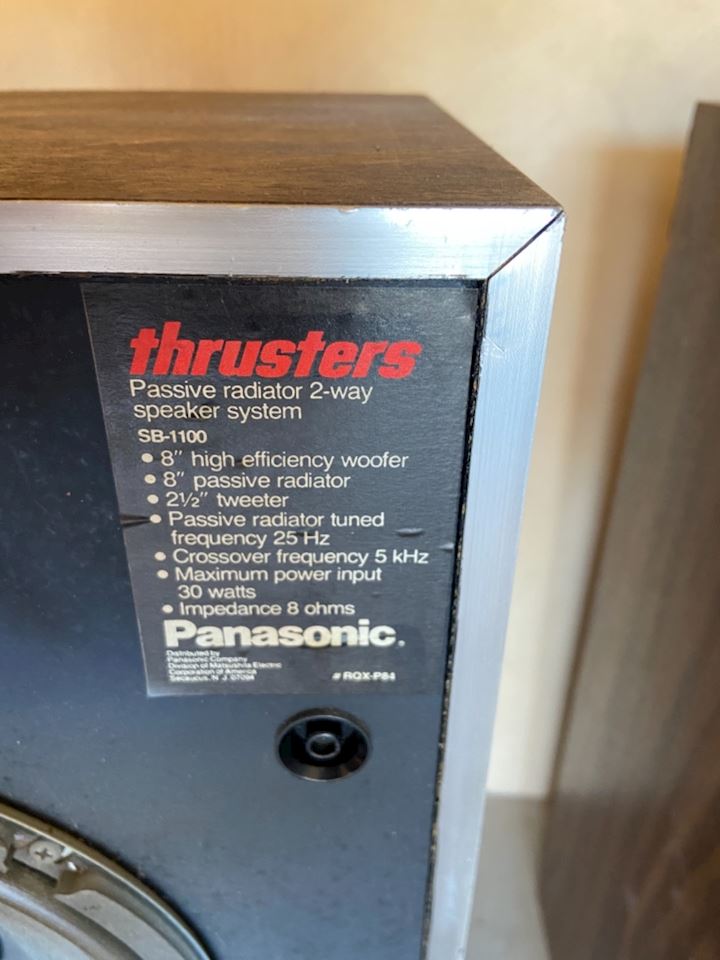 thrusters
Passive radiator 2-way
speaker system
SB-1100
• 8" high efficiency woofer
• 8" passive radiator
• 2½" tweeter
• Passive radiator tuned
frequency 25 Hz
• Crossover frequency 5 kHz
• Maximum power input
30 watts
• Impedance 8 ohms
Panasonic.
Distributed by
Panasonic Company
Division of Matsushita Electric
Corporation of America
Secaucus, N. J. 07094
# RQX-P84